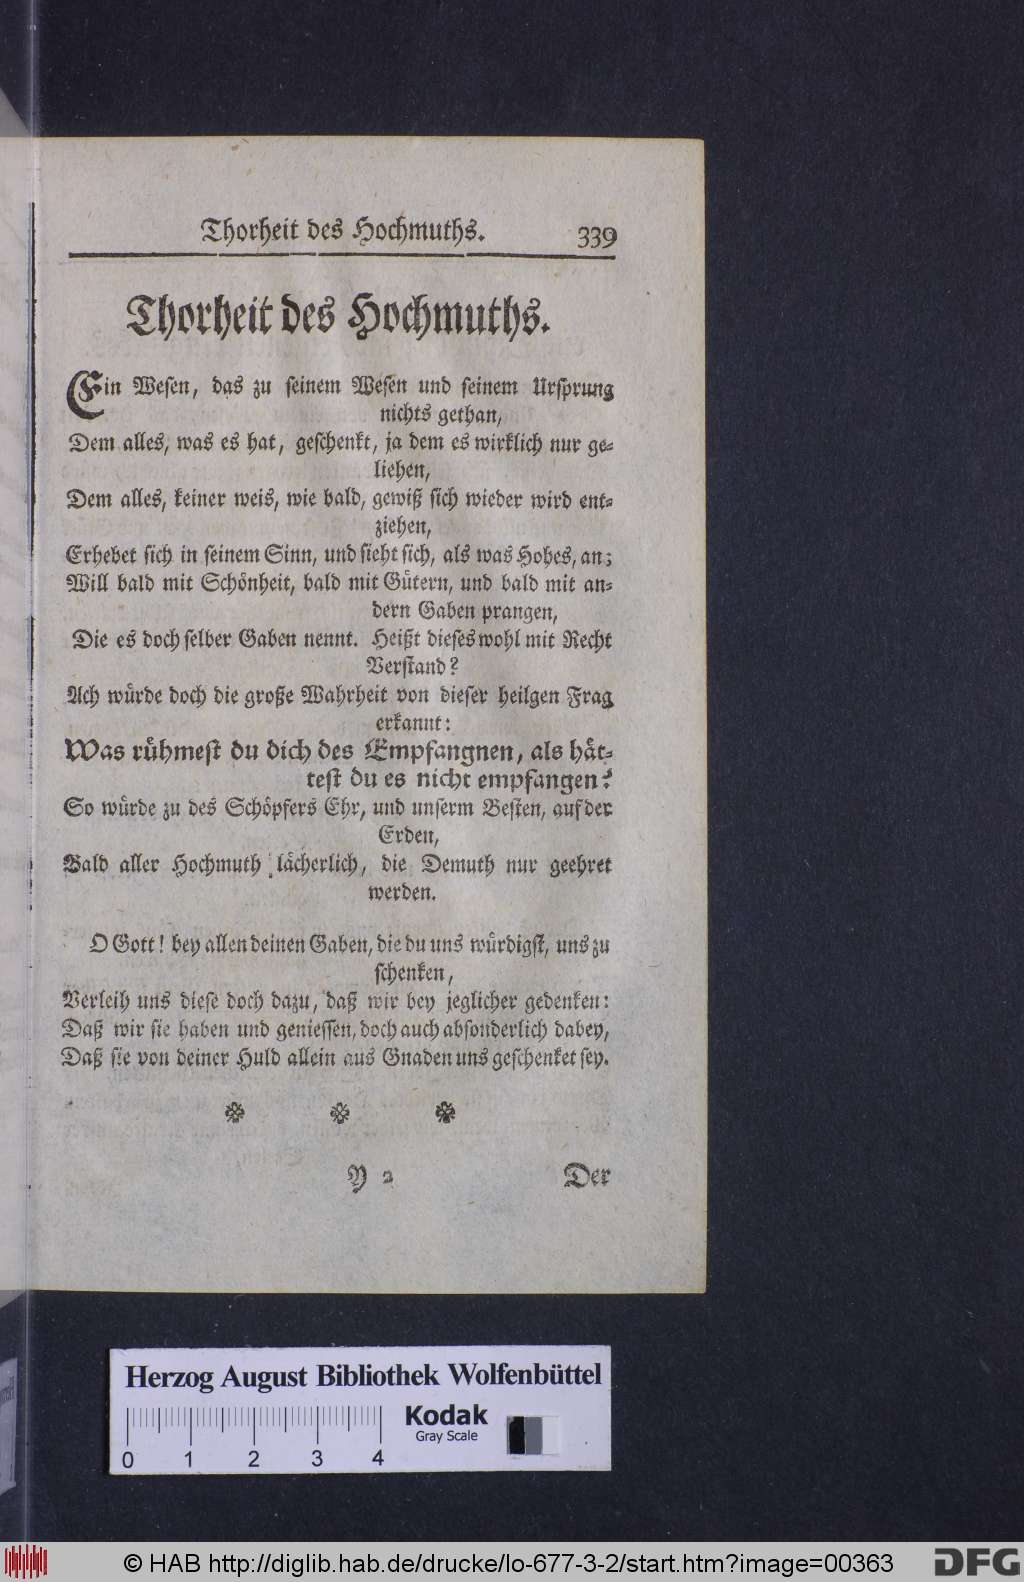 Thorheit des Hochmuths. 339
Thorheit des Hochmuths.
Ein Wesen, das zu seinem Wesen und seinem Ursprung
nichts gethan,
Dem alles, was es hat, geschenkt, ja dem es wirklich nur ge-
liehen,
Dem alles, keiner weis, wie bald, gewiß sich wieder wird ent-
ziehen,
Erhebet sich in seinem Sinn, und sieht sich, als was Hohes, an;
Will bald mit Schönheit, bald mit Gütern, und bald mit an-
dern Gaben prangen,
Die es doch selber Gaben nennt. Heißt dieses wohl mit Recht
Verstand?
Ach würde doch die große Wahrheit von dieser heilgen Frag
erkannt:
Was rühmest du dich des Empfangnen, als hät-
test du es nicht empfangen?
So würde zu des Schöpfers Ehr, und unserm Besten, auf der
Erden,
Bald aller Hochmuth lächerlich, die Demuth nur geehret
werden.
O Gott! bey allen deinen Gaben, die du uns würdigst, uns zu
schenken,
Verleih uns diese doch dazu, daß wir bey jeglicher gedenken:
Daß wir sie haben und geniessen, doch auch absonderlich dabey,
Daß sie von deiner Huld allein aus Gnaden uns geschenket sey.
Y 2 Der
Herzog August Bibliothek Wolfenbüttel
Kodak
Gray Scale
0 1 2 3 4
© HAB http://diglib.hab.de/drucke/lo-677-3-2/start.htm?image=00363
DFG